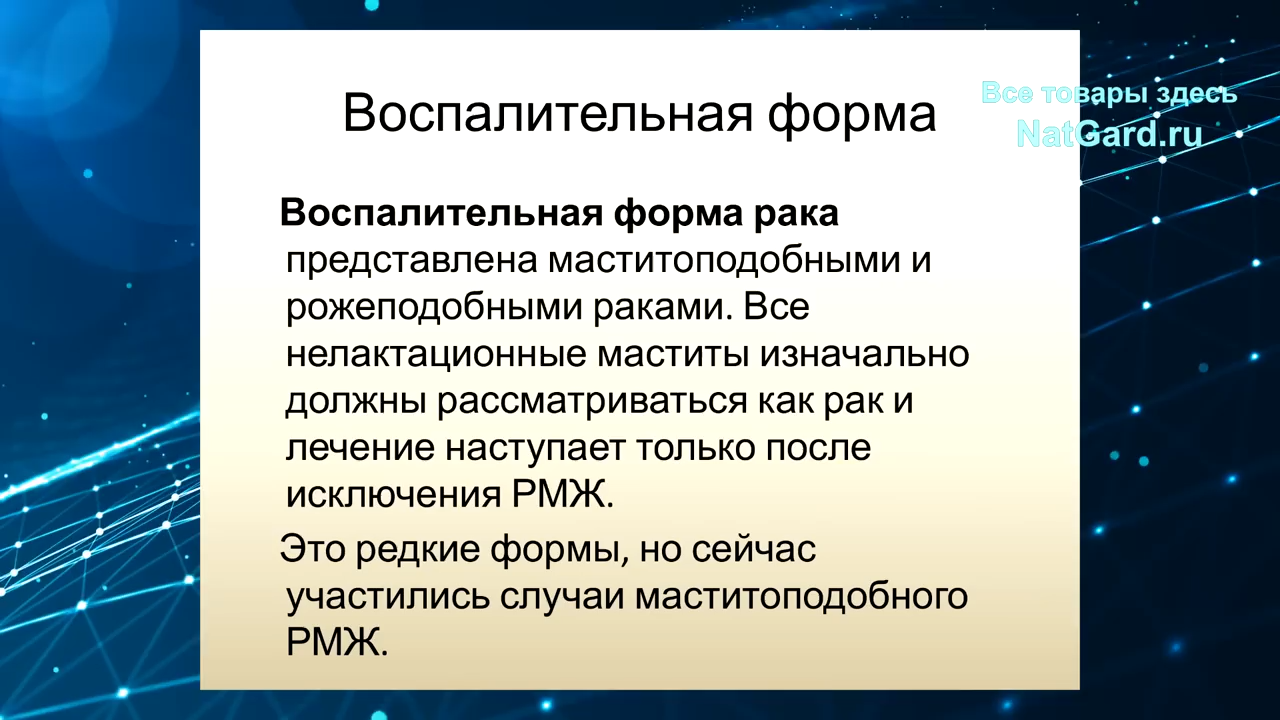 Воспалительная форма
Все товары здесь
NatGard.ru
Воспалительная форма рака
представлена маститоподобными и
рожеподобными раками. Все
нелактационные маститы изначально
должны рассматриваться как рак и
лечение наступает только после
исключения РМЖ.
Это редкие формы, но сейчас
участились случаи маститоподобного
РМЖ.